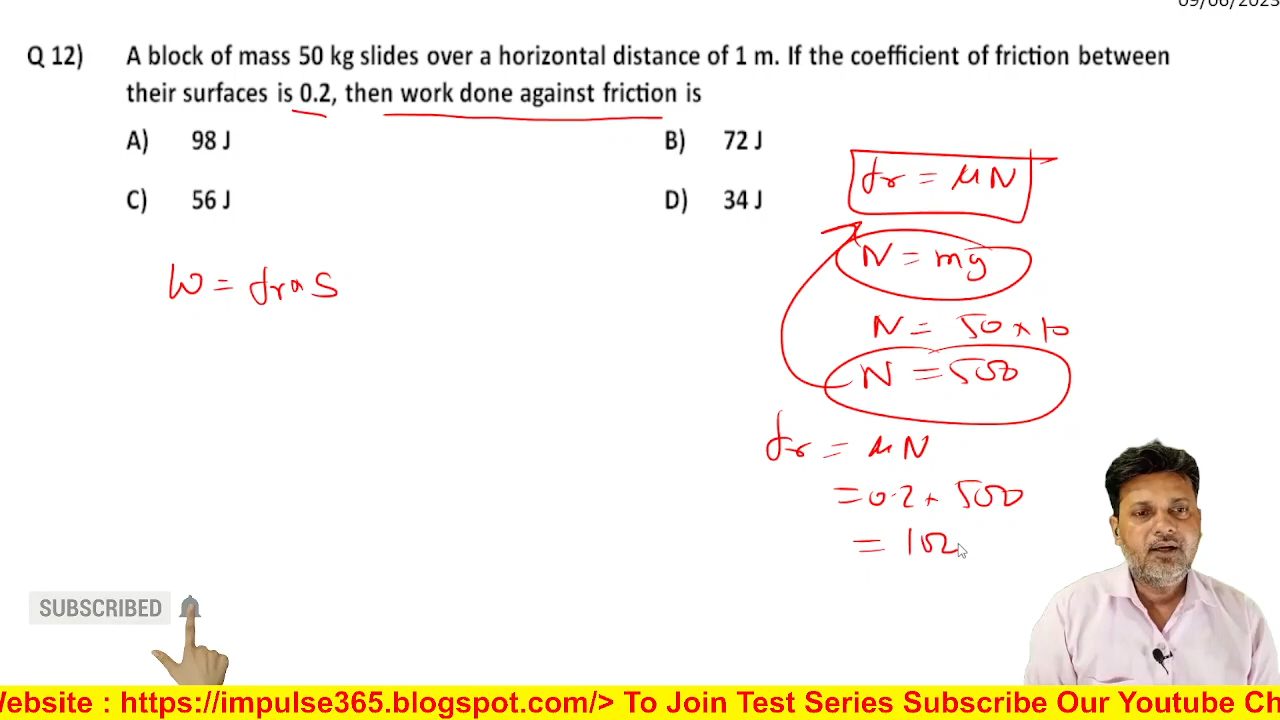 09/06/2023
Q 12) A block of mass 50 kg slides over a horizontal distance of 1 m. If the coefficient of friction between
their surfaces is 0.2, then work done against friction is
A) 98 J B) 72 J
C) 56 J D) 34 J
fr = μN
N = mg
W = fr × S
N = 50 × 10
N = 500
fr = μN
= 0.2 × 500
= 100
SUBSCRIBED
Website : https://impulse365.blogspot.com/> To Join Test Series Subscribe Our Youtube Ch